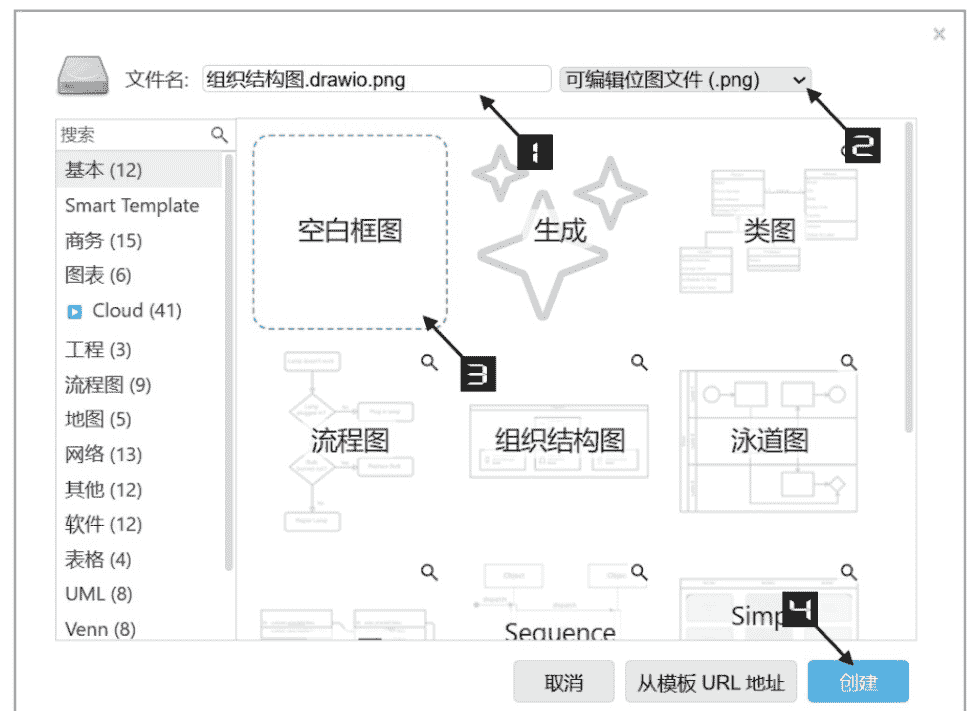 ×
文件名: 组织结构图.drawio.png 可编辑位图文件 (.png)
1
2
搜索
基本 (12)
Smart Template
商务 (15)
图表 (6)
Cloud (41)
工程 (3)
流程图 (9)
地图 (5)
网络 (13)
其他 (12)
软件 (12)
表格 (4)
UML (8)
Venn (8)
空白框图
生成
类图
3
流程图
组织结构图
泳道图
Object
dispatch
dispatch
Sequence
Simp
4
取消
从模板 URL 地址
创建